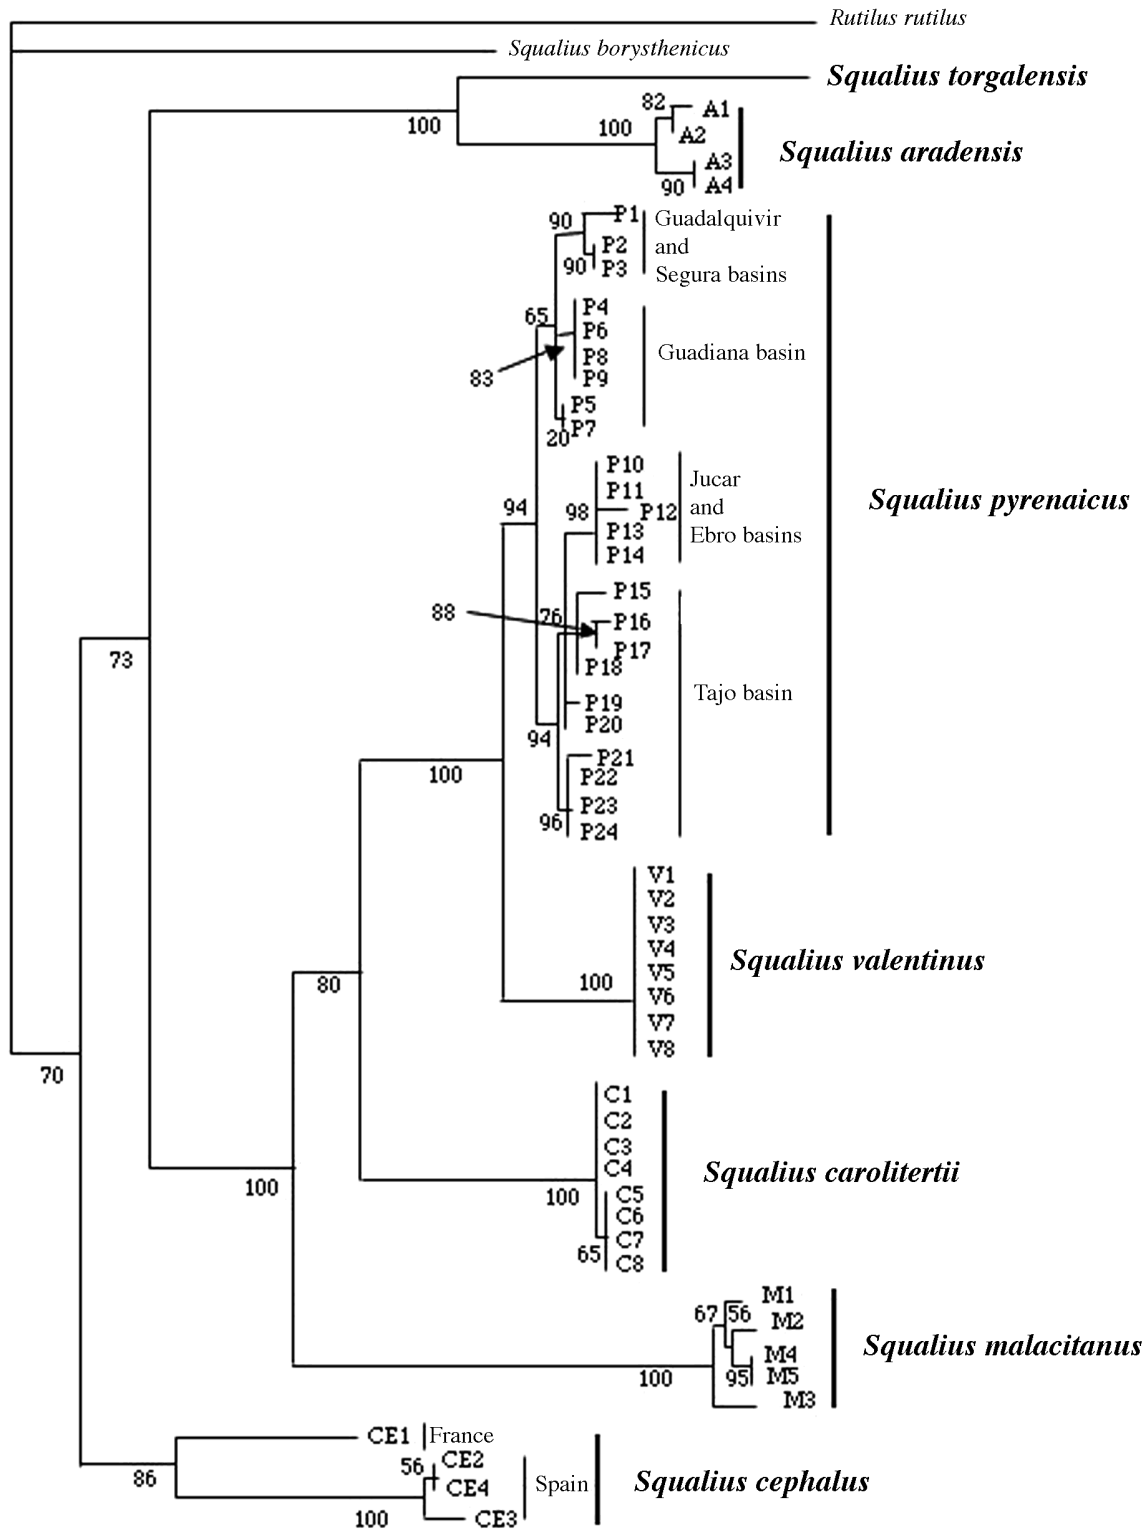 Rutilus rutilus
Squalius borysthenicus
Squalius torgalensis
100
82
A1
A2
100
A3
90
A4
Squalius aradensis
90
P1
P2
90
P3
Guadalquivir
and
Segura basins
65
P4
P6
P8
P9
83
P5
P7
20
Guadiana basin
94
P10
P11
98
P12
P13
P14
Jucar
and
Ebro basins
Squalius pyrenaicus
88
76
P15
P16
P17
P18
P19
P20
94
P21
P22
P23
96
P24
Tajo basin
73
100
V1
V2
V3
V4
V5
V6
V7
V8
100
Squalius valentinus
80
70
C1
C2
C3
C4
100
C5
C6
C7
65
C8
Squalius carolitertii
100
67
56
M1
M2
M4
95
M5
M3
100
Squalius malacitanus
86
CE1
France
56
CE2
CE4
CE3
100
Spain
Squalius cephalus